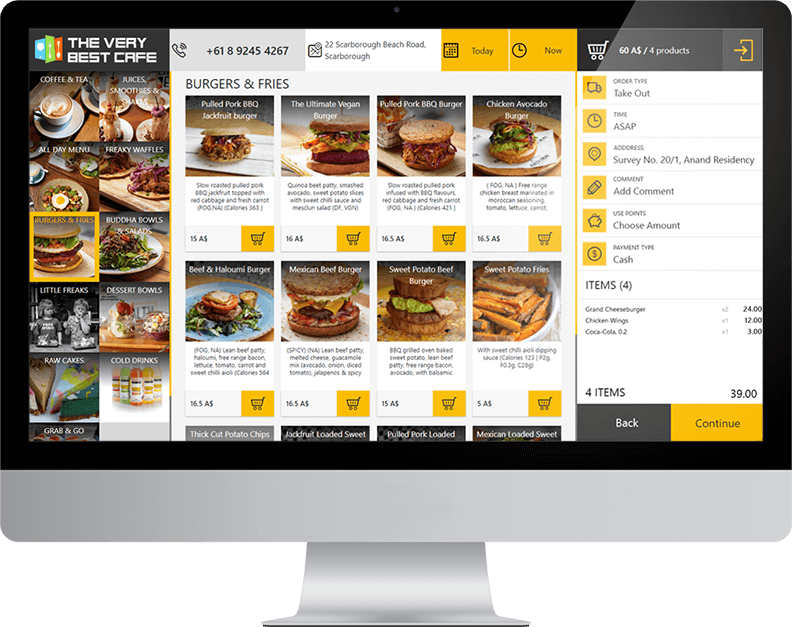 THE VERY
BEST CAFE
+61 8 9245 4267
22 Scarborough Beach Road,
Scarborough
Today
Now
60 A$ / 4 products
COFFEE & TEA
JUICES,
SMOOTHIES &
SHAKES
ALL DAY MENU
FREAKY WAFFLES
BURGERS & FRIES
BUDDHA BOWLS
& SALADS
LITTLE FREAKS
DESSERT BOWLS
RAW CAKES
COLD DRINKS
GRAB & GO
BURGERS & FRIES
Pulled Pork BBQ
Jackfruit burger
Slow roasted pulled pork
BBQ jackfruit topped with
red cabbage and fresh carrot
(FOG,NA) (Calories 363 |
15 A$
The Ultimate Vegan
Burger
Quinoa beet patty, smashed
avocado, sweet potato slices
with sweet chilli sauce and
mesclun salad (DF, VGN)
16 A$
Pulled Pork BBQ Burger
Slow roasted pulled pork
infused with BBQ flavours,
red cabbage and fresh carrot
(FOG, NA.) (Calories 421 |
16.5 A$
Chicken Avocado
Burger
( FOG, NA ) Free range
chicken breast marinated in
moroccan seasoning,
tomato, lettuce, carrot,
16.5 A$
Beef & Haloumi Burger
(FOG, NA) Lean beef patty,
haloumi, free range bacon,
lettuce, tomato, carrot and
sweet chilli aioli (Calories 564
16.5 A$
Mexican Beef Burger
(SPICY) (NA) Lean beef patty,
melted cheese, guacamole
mix (avocado, onion, diced
tomato), jalapenos & spicy
16.5 A$
Sweet Potato Beef
Burger
BBQ grilled oven baked
sweet potato, lean beef
patty, free range bacon,
avocado, with balsamic
15 A$
Sweet Potato Fries
With sweet chilli aioli dipping
sauce (Calories 123 | P2g,
F0.3g, C28g)
5 A$
Thick Cut Potato Chips
Jackfruit Loaded Sweet
Pulled Pork Loaded
Mexican Loaded Sweet
ORDER TYPE
Take Out
TIME
ASAP
ADDDRESS
Survey No. 20/1, Anand Residency
COMMENT
Add Comment
USE POINTS
Choose Amount
PAYMENT TYPE
Cash
ITEMS (4)
Grand Cheeseburger x2 24.00
Chicken Wings x1 12.00
Coca-Cola, 0.2 x1 3.00
4 ITEMS 39.00
Back
Continue